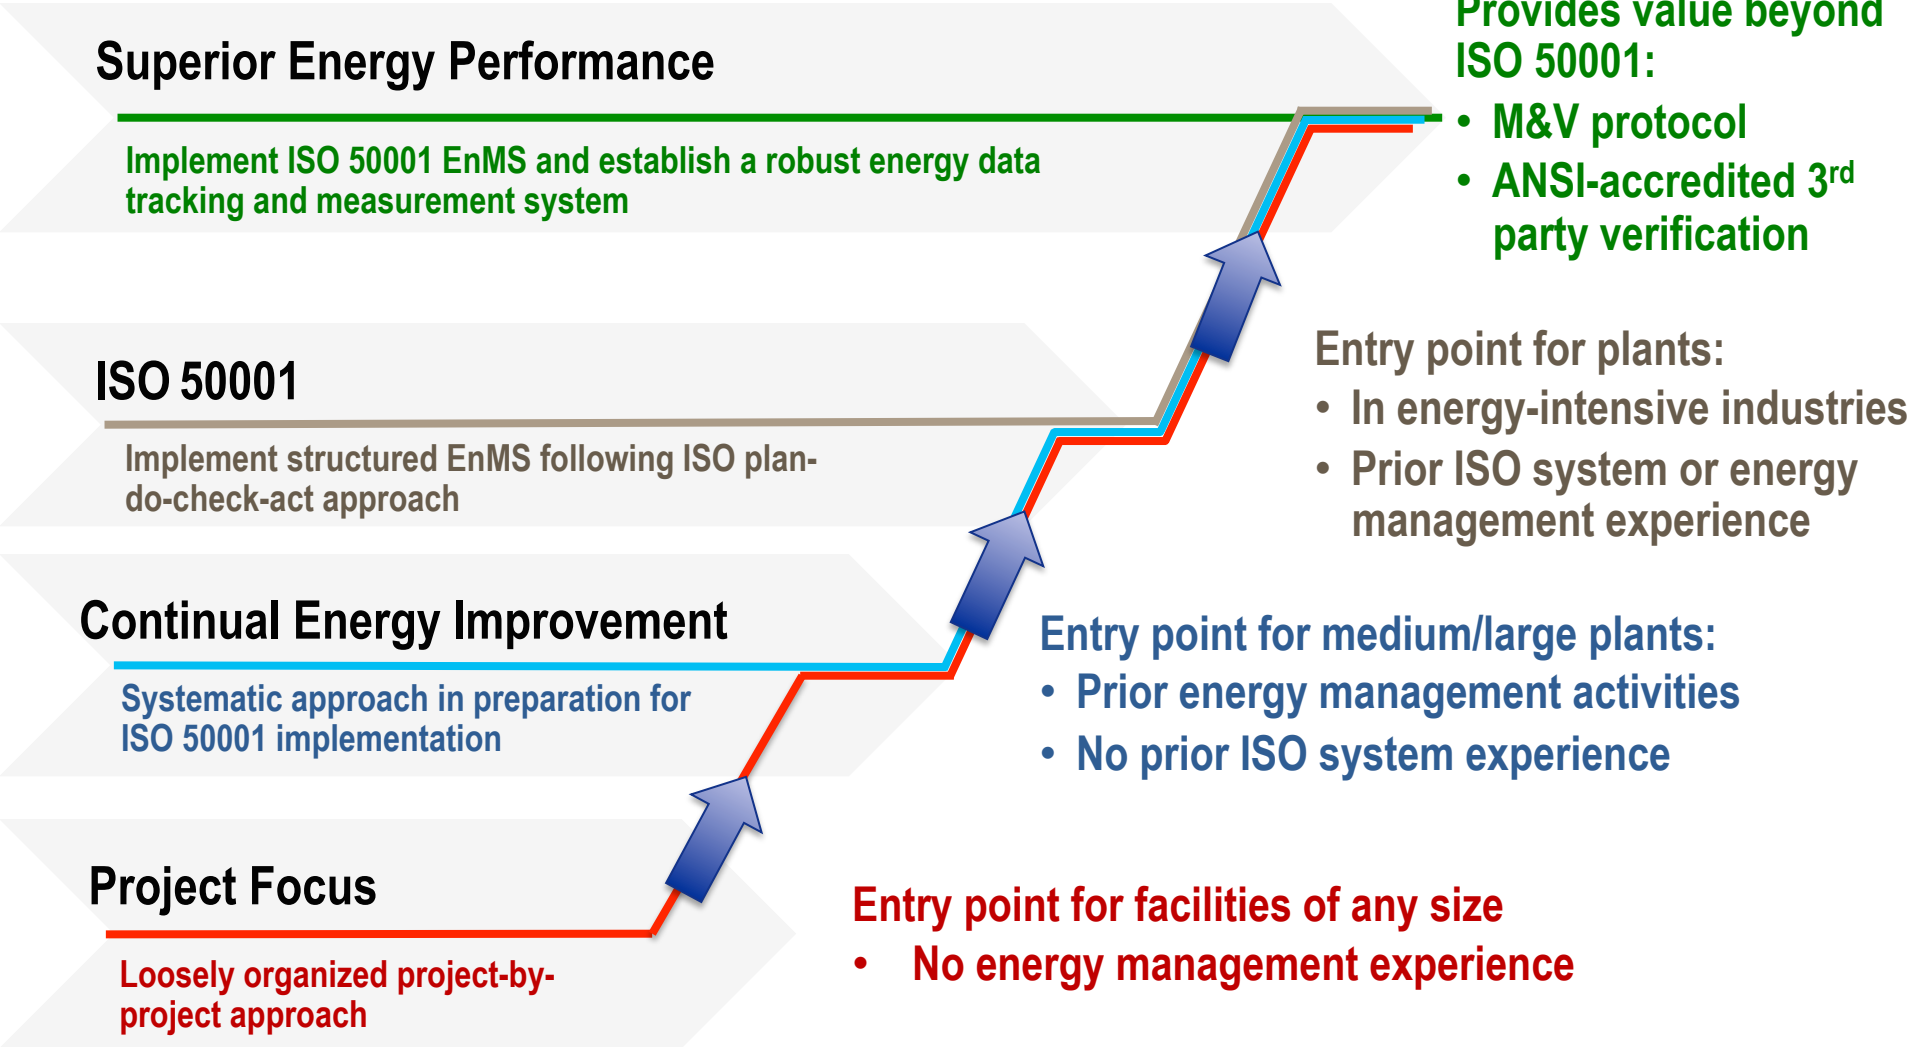 Superior Energy Performance
Implement ISO 50001 EnMS and establish a robust energy data
tracking and measurement system
Provides value beyond
ISO 50001:
• M&V protocol
• ANSI-accredited 3rd
party verification
ISO 50001
Implement structured EnMS following ISO plan-
do-check-act approach
Entry point for plants:
• In energy-intensive industries
• Prior ISO system or energy
management experience
Continual Energy Improvement
Systematic approach in preparation for
ISO 50001 implementation
Entry point for medium/large plants:
• Prior energy management activities
• No prior ISO system experience
Project Focus
Loosely organized project-by-
project approach
Entry point for facilities of any size
• No energy management experience